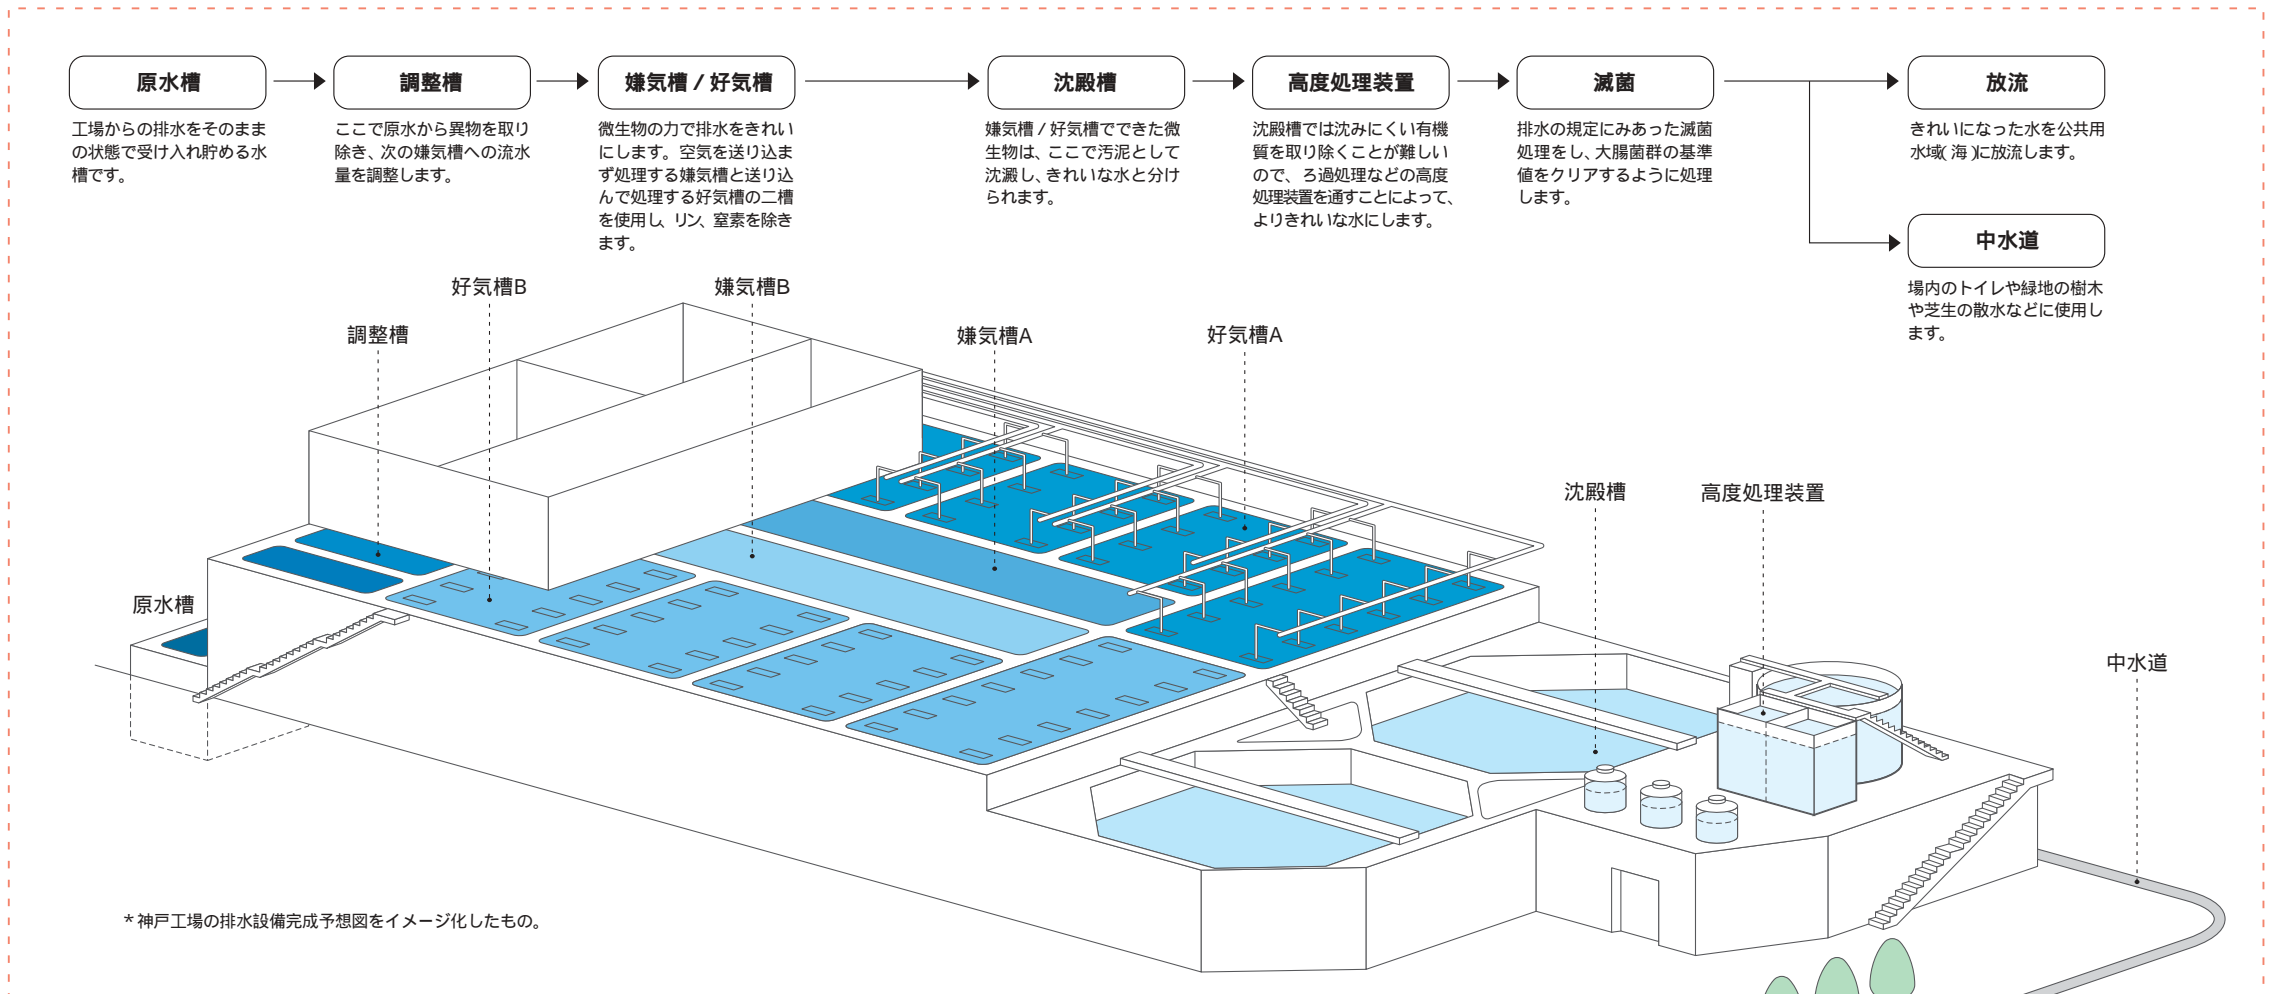 原水槽
工場からの排水をそのまま
の状態で受け入れ貯める水
槽です。
調整槽
ここで原水から異物を取り
除き、次の嫌気槽への流水
量を調整します。
嫌気槽 / 好気槽
微生物の力で排水をきれい
にします。空気を送り込ま
ず処理する嫌気槽と送り込
んで処理する好気槽の二槽
を使用し、リン、窒素を除き
ます。
沈殿槽
嫌気槽 / 好気槽でできた微
生物は、ここで汚泥として
沈澱し、きれいな水と分け
られます。
高度処理装置
沈殿槽では沈みにくい有機
質を取り除くことが難しい
ので、ろ過処理などの高度
処理装置を通すことによって、
よりきれいな水にします。
滅菌
排水の規定にみあった滅菌
処理をし、大腸菌群の基準
値をクリアするように処理
します。
放流
きれいになった水を公共用
水域(海)に放流します。
中水道
場内のトイレや緑地の樹木
や芝生の散水などに使用し
ます。
好気槽B
嫌気槽B
調整槽
嫌気槽A
好気槽A
沈殿槽
高度処理装置
原水槽
中水道
*神戸工場の排水設備完成予想図をイメージ化したもの。